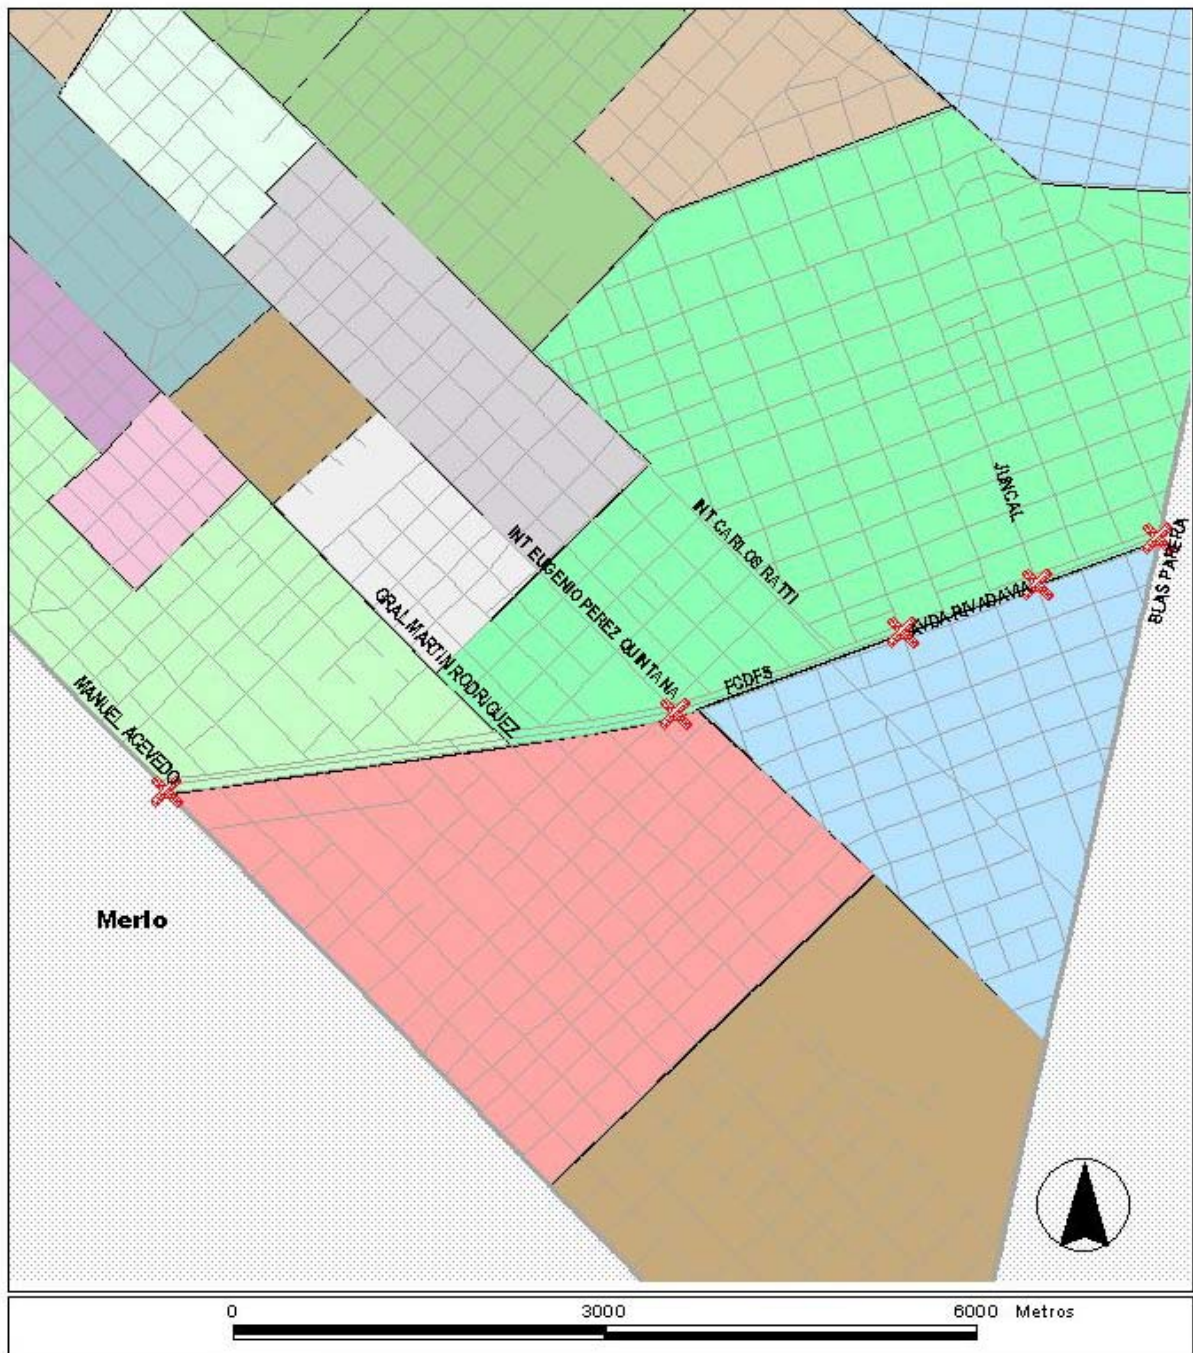 JUNCAL
INT CARLOS RATTI
BLAS PARERA
INT EUGENIO PEREZ QUINTANA
AVDA RIVADAVIA
GRAL MARTIN RODRIGUEZ
FCDFS
MANUEL ACEVEDO
Merlo
0 3000 6000 Metros